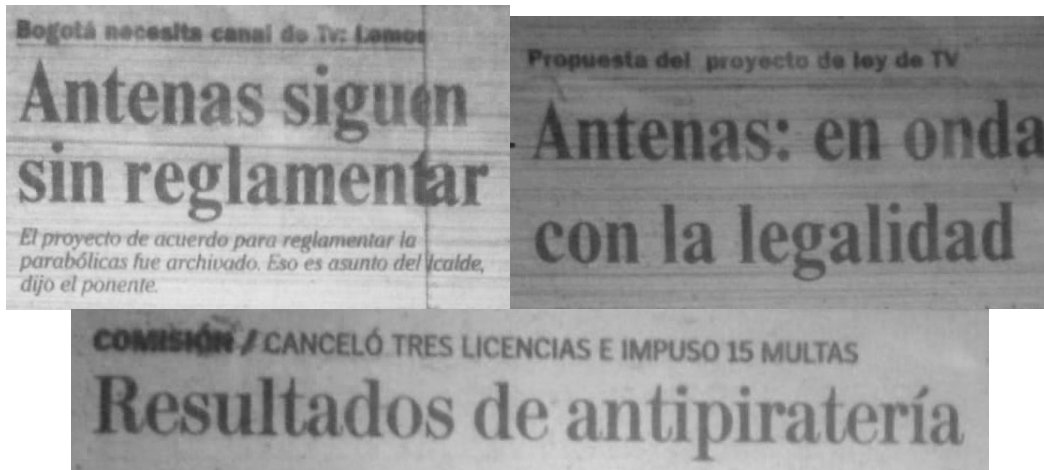 Bogotá necesita canal de Tv: Lemos
Antenas siguen
sin reglamentar
El proyecto de acuerdo para reglamentar la
parabólicas fue archivado. Eso es asunto del lcalde,
dijo el ponente.
Propuesta del proyecto de ley de TV
Antenas: en onda
con la legalidad
COMISIÓN / CANCELÓ TRES LICENCIAS E IMPUSO 15 MULTAS
Resultados de antipiratería